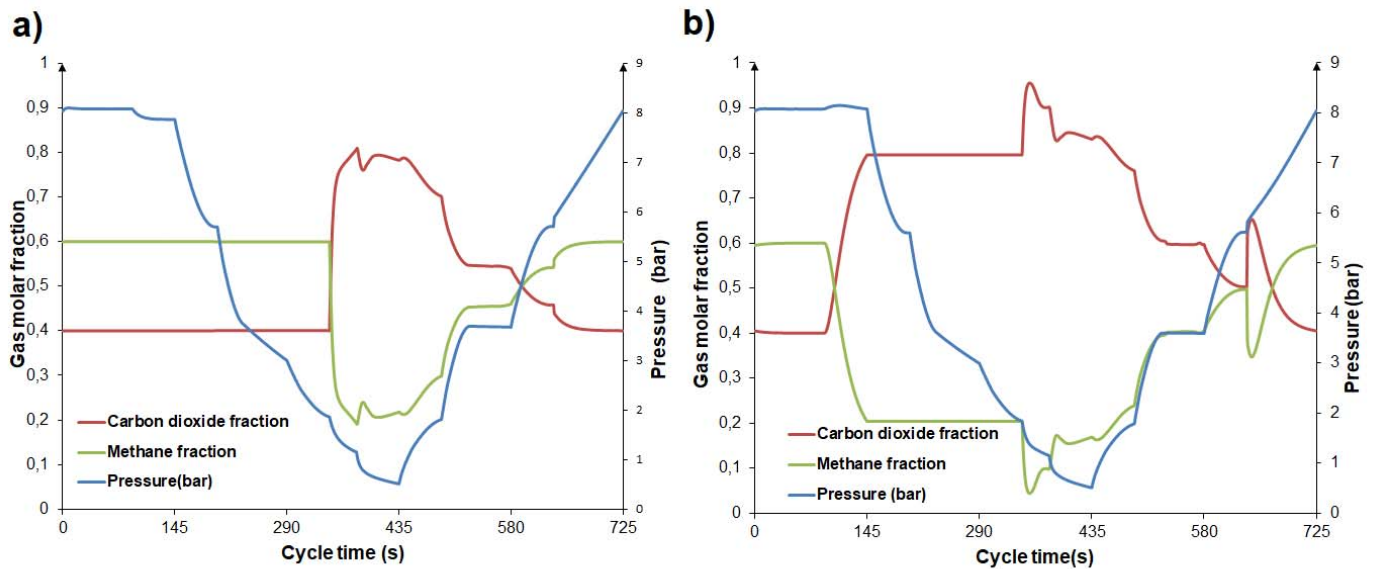 a)
Gas molar fraction
1
0,9
0,8
0,7
0,6
0,5
0,4
0,3
0,2
0,1
0
9
8
7
6
5
4
3
2
1
0
Pressure (bar)
Carbon dioxide fraction
Methane fraction
Pressure(bar)
0 145 290 435 580 725
Cycle time (s)
b)
Gas molar fraction
1
0,9
0,8
0,7
0,6
0,5
0,4
0,3
0,2
0,1
0
9
8
7
6
5
4
3
2
1
0
Pressure(bar)
Carbon dioxide fraction
Methane fraction
Pressure (bar)
0 145 290 435 580 725
Cycle time(s)